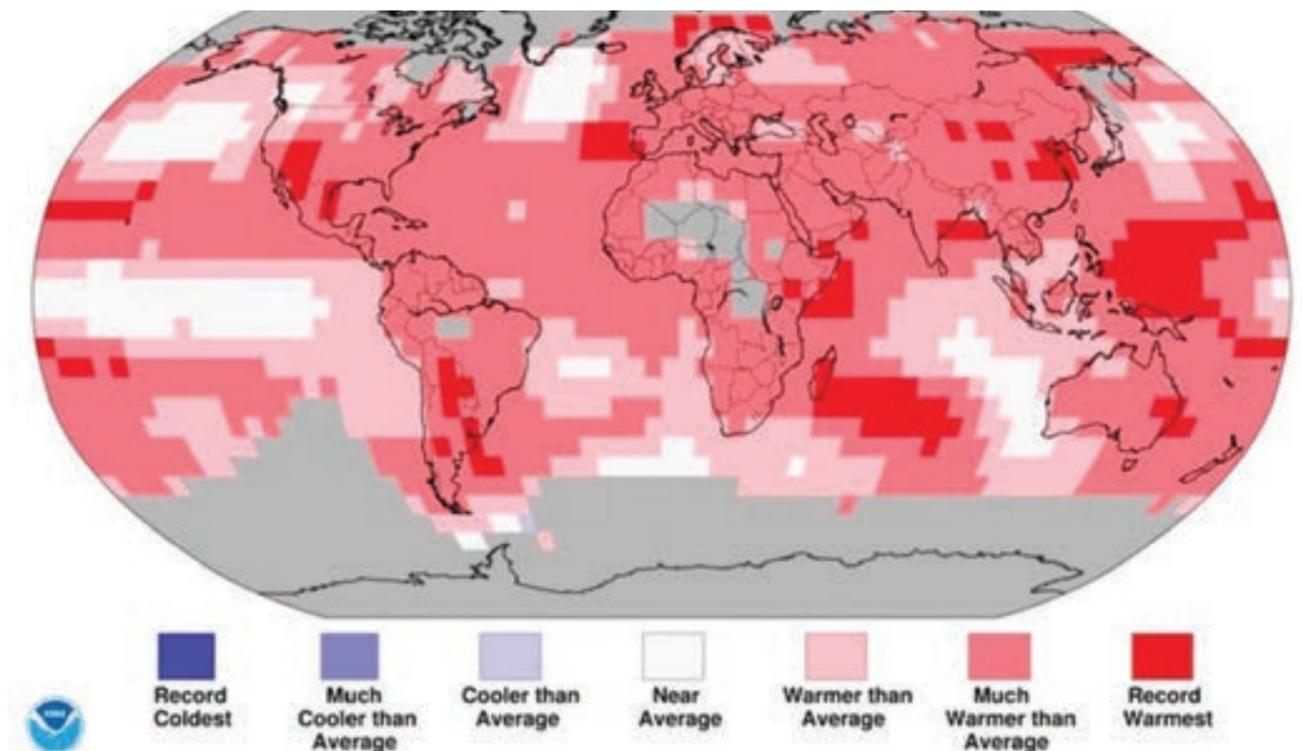 Record
Coldest
Much
Cooler than
Average
Cooler than
Average
Near
Average
Warmer than
Average
Much
Warmer than
Average
Record
Warmest